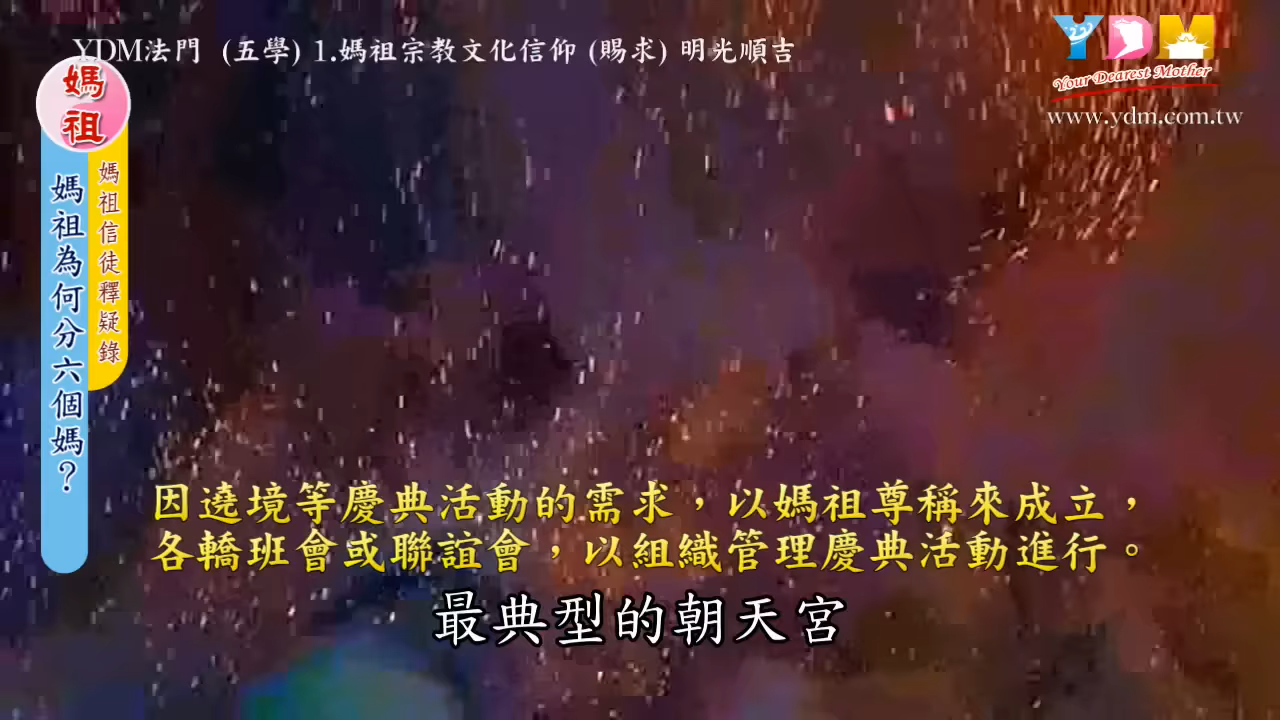 YDM法門 (五學) 1.媽祖宗教文化信仰 (賜求) 明光順吉
YDM
Your Dearest Mother
www.ydm.com.tw
媽祖
媽祖信徒釋疑錄
媽祖為何分六個媽？
因遶境等慶典活動的需求，以媽祖尊稱來成立，
各轎班會或聯誼會，以組織管理慶典活動進行。
最典型的朝天宮